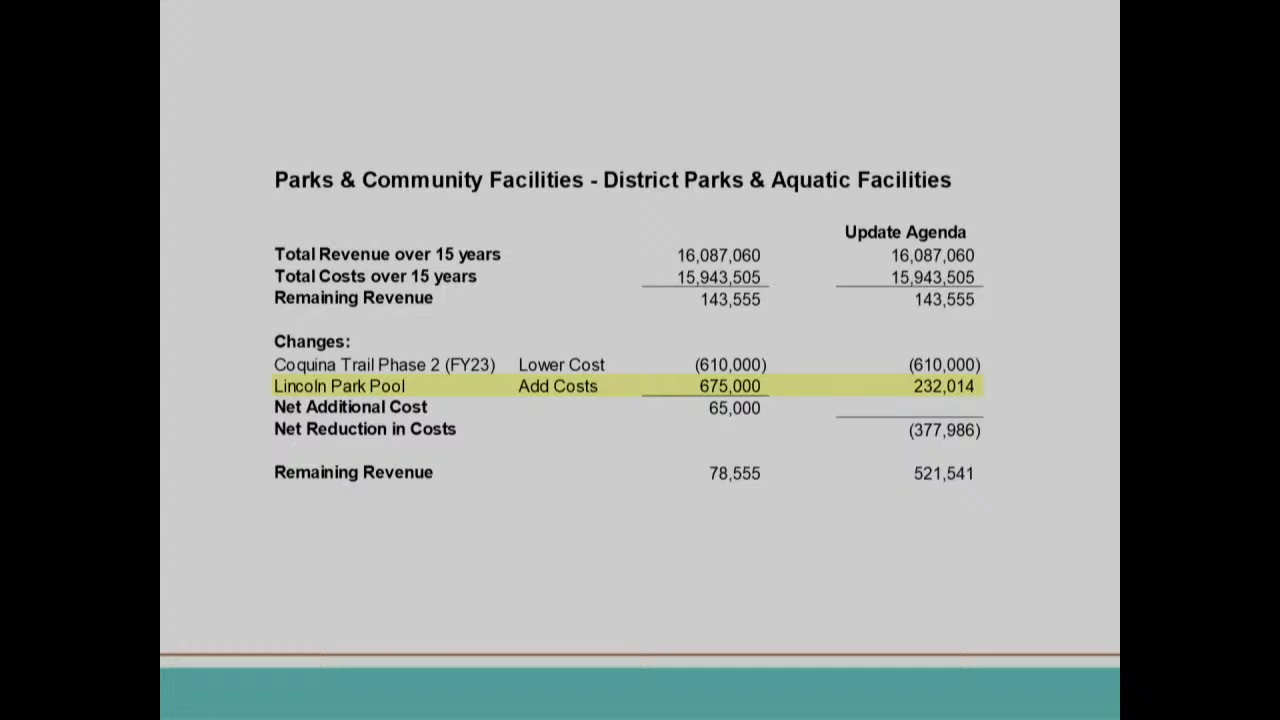 Parks & Community Facilities - District Parks & Aquatic Facilities
Update Agenda
Total Revenue over 15 years 16,087,060 16,087,060
Total Costs over 15 years 15,943,505 15,943,505
Remaining Revenue 143,555 143,555
Changes:
Coquina Trail Phase 2 (FY23) Lower Cost (610,000) (610,000)
Lincoln Park Pool Add Costs 675,000 232,014
Net Additional Cost 65,000
Net Reduction in Costs (377,986)
Remaining Revenue 78,555 521,541